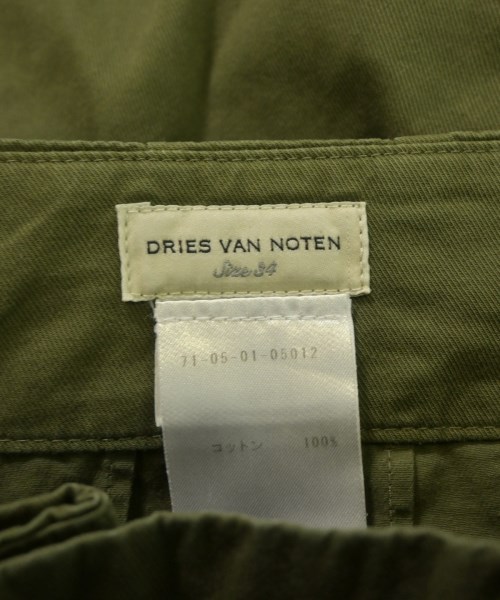 DRIES VAN NOTEN
Size 34
71-05-01-05012
コットン 100%